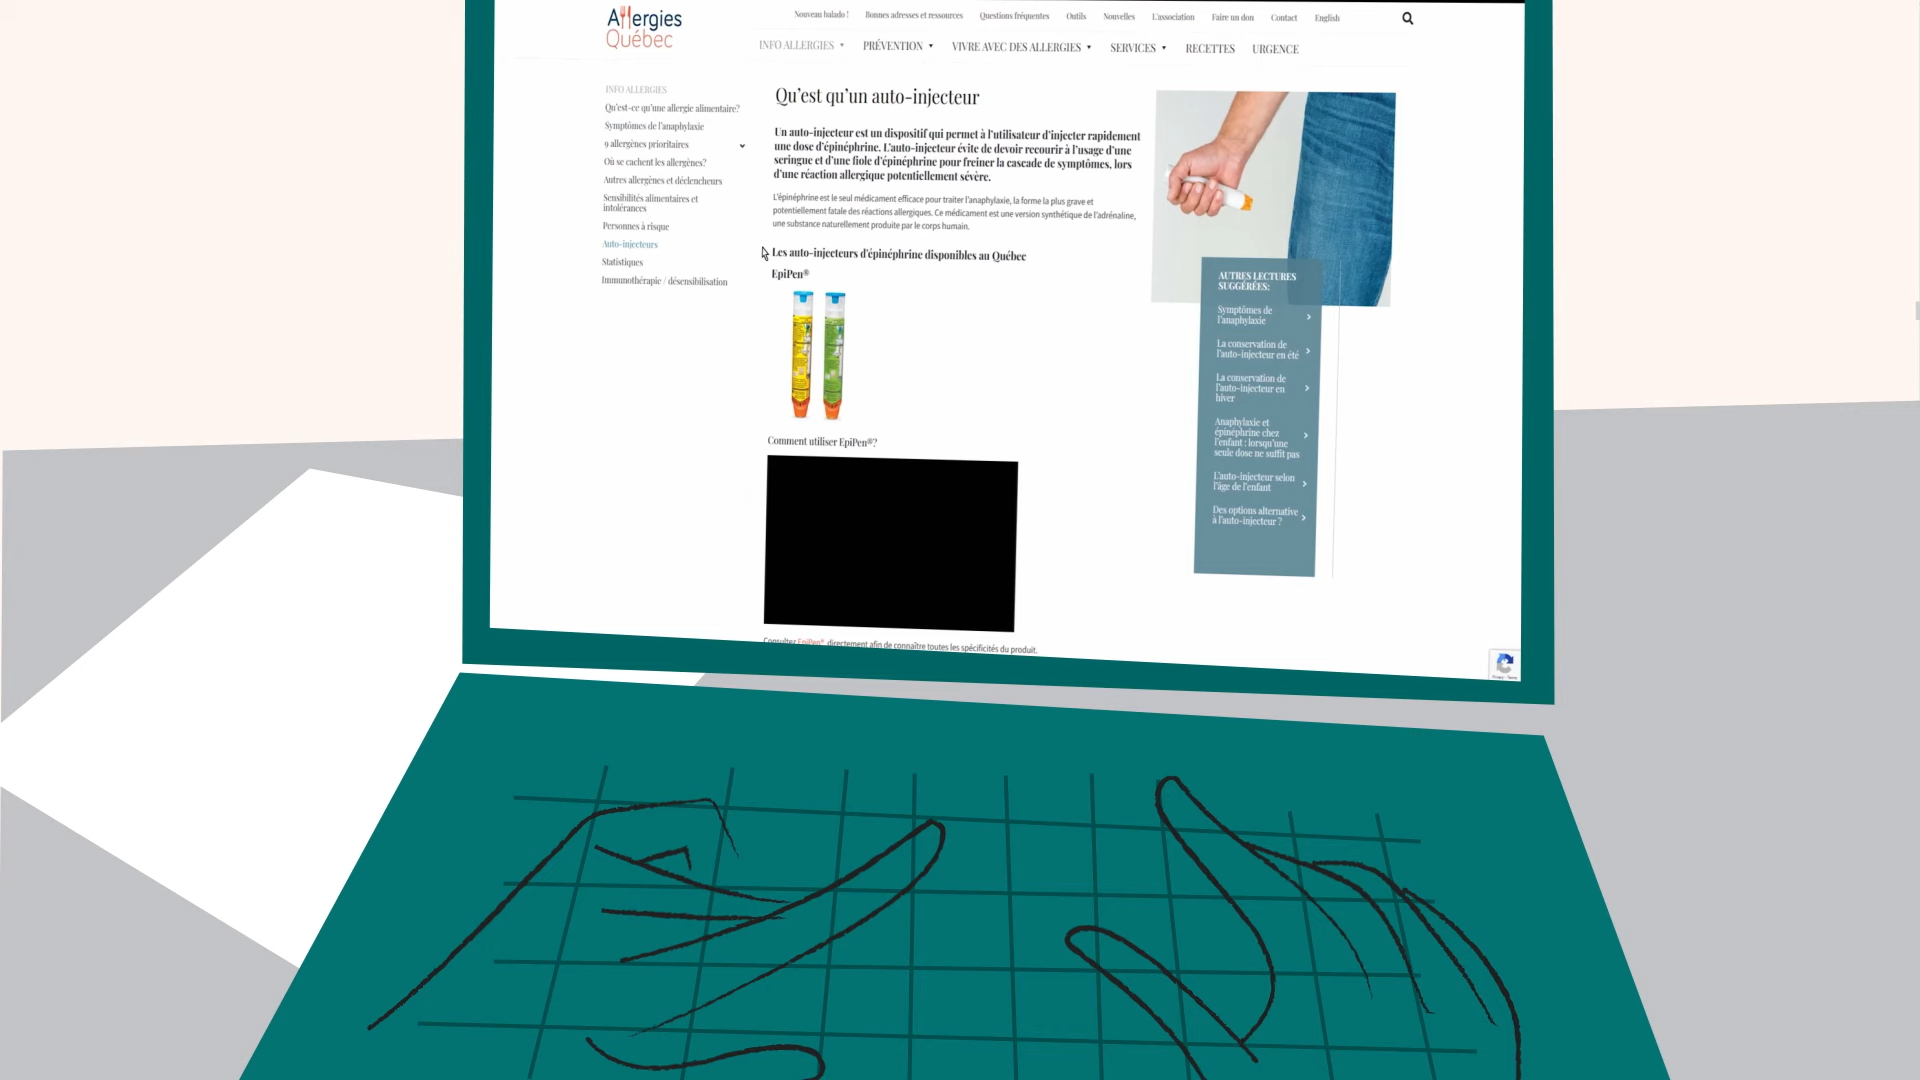 Allergies
Québec
Nouveau balado ! Bonnes adresses et ressources Questions fréquentes Outils Nouvelles L'association Faire un don Contact English
INFO ALLERGIES PRÉVENTION VIVRE AVEC DES ALLERGIES SERVICES RECETTES URGENCE
INFO ALLERGIES
Qu'est-ce qu'une allergie alimentaire?
Symptômes de l'anaphylaxie
9 allergènes prioritaires
Où se cachent les allergènes?
Autres allergènes et déclencheurs
Sensibilités alimentaires et
intolérances
Personnes à risque
Auto-injecteurs
Statistiques
Immunothérapie / désensibilisation
Qu'est qu'un auto-injecteur
Un auto-injecteur est un dispositif qui permet à l'utilisateur d'injecter rapidement
une dose d'épinéphrine. L'auto-injecteur évite de devoir recourir à l'usage d'une
seringue et d'une fiole d'épinéphrine pour freiner la cascade de symptômes, lors
d'une réaction allergique potentiellement sévère.
L'épinéphrine est le seul médicament efficace pour traiter l'anaphylaxie, la forme la plus grave et
potentiellement fatale des réactions allergiques. Ce médicament est une version synthétique de l'adrénaline,
une substance naturellement produite par le corps humain.
Les auto-injecteurs d'épinéphrine disponibles au Québec
EpiPen®
Comment utiliser EpiPen®?
Consultez EpiPen® directement afin de connaître toutes les spécificités du produit.
AUTRES LECTURES
SUGGÉRÉES:
Symptômes de
l'anaphylaxie
La conservation de
l'auto-injecteur en été
La conservation de
l'auto-injecteur en
hiver
Anaphylaxie et
épinéphrine chez
l'enfant : lorsqu'une
seule dose ne suffit pas
L'auto-injecteur selon
l'âge de l'enfant
Des options alternative
à l'auto-injecteur ?